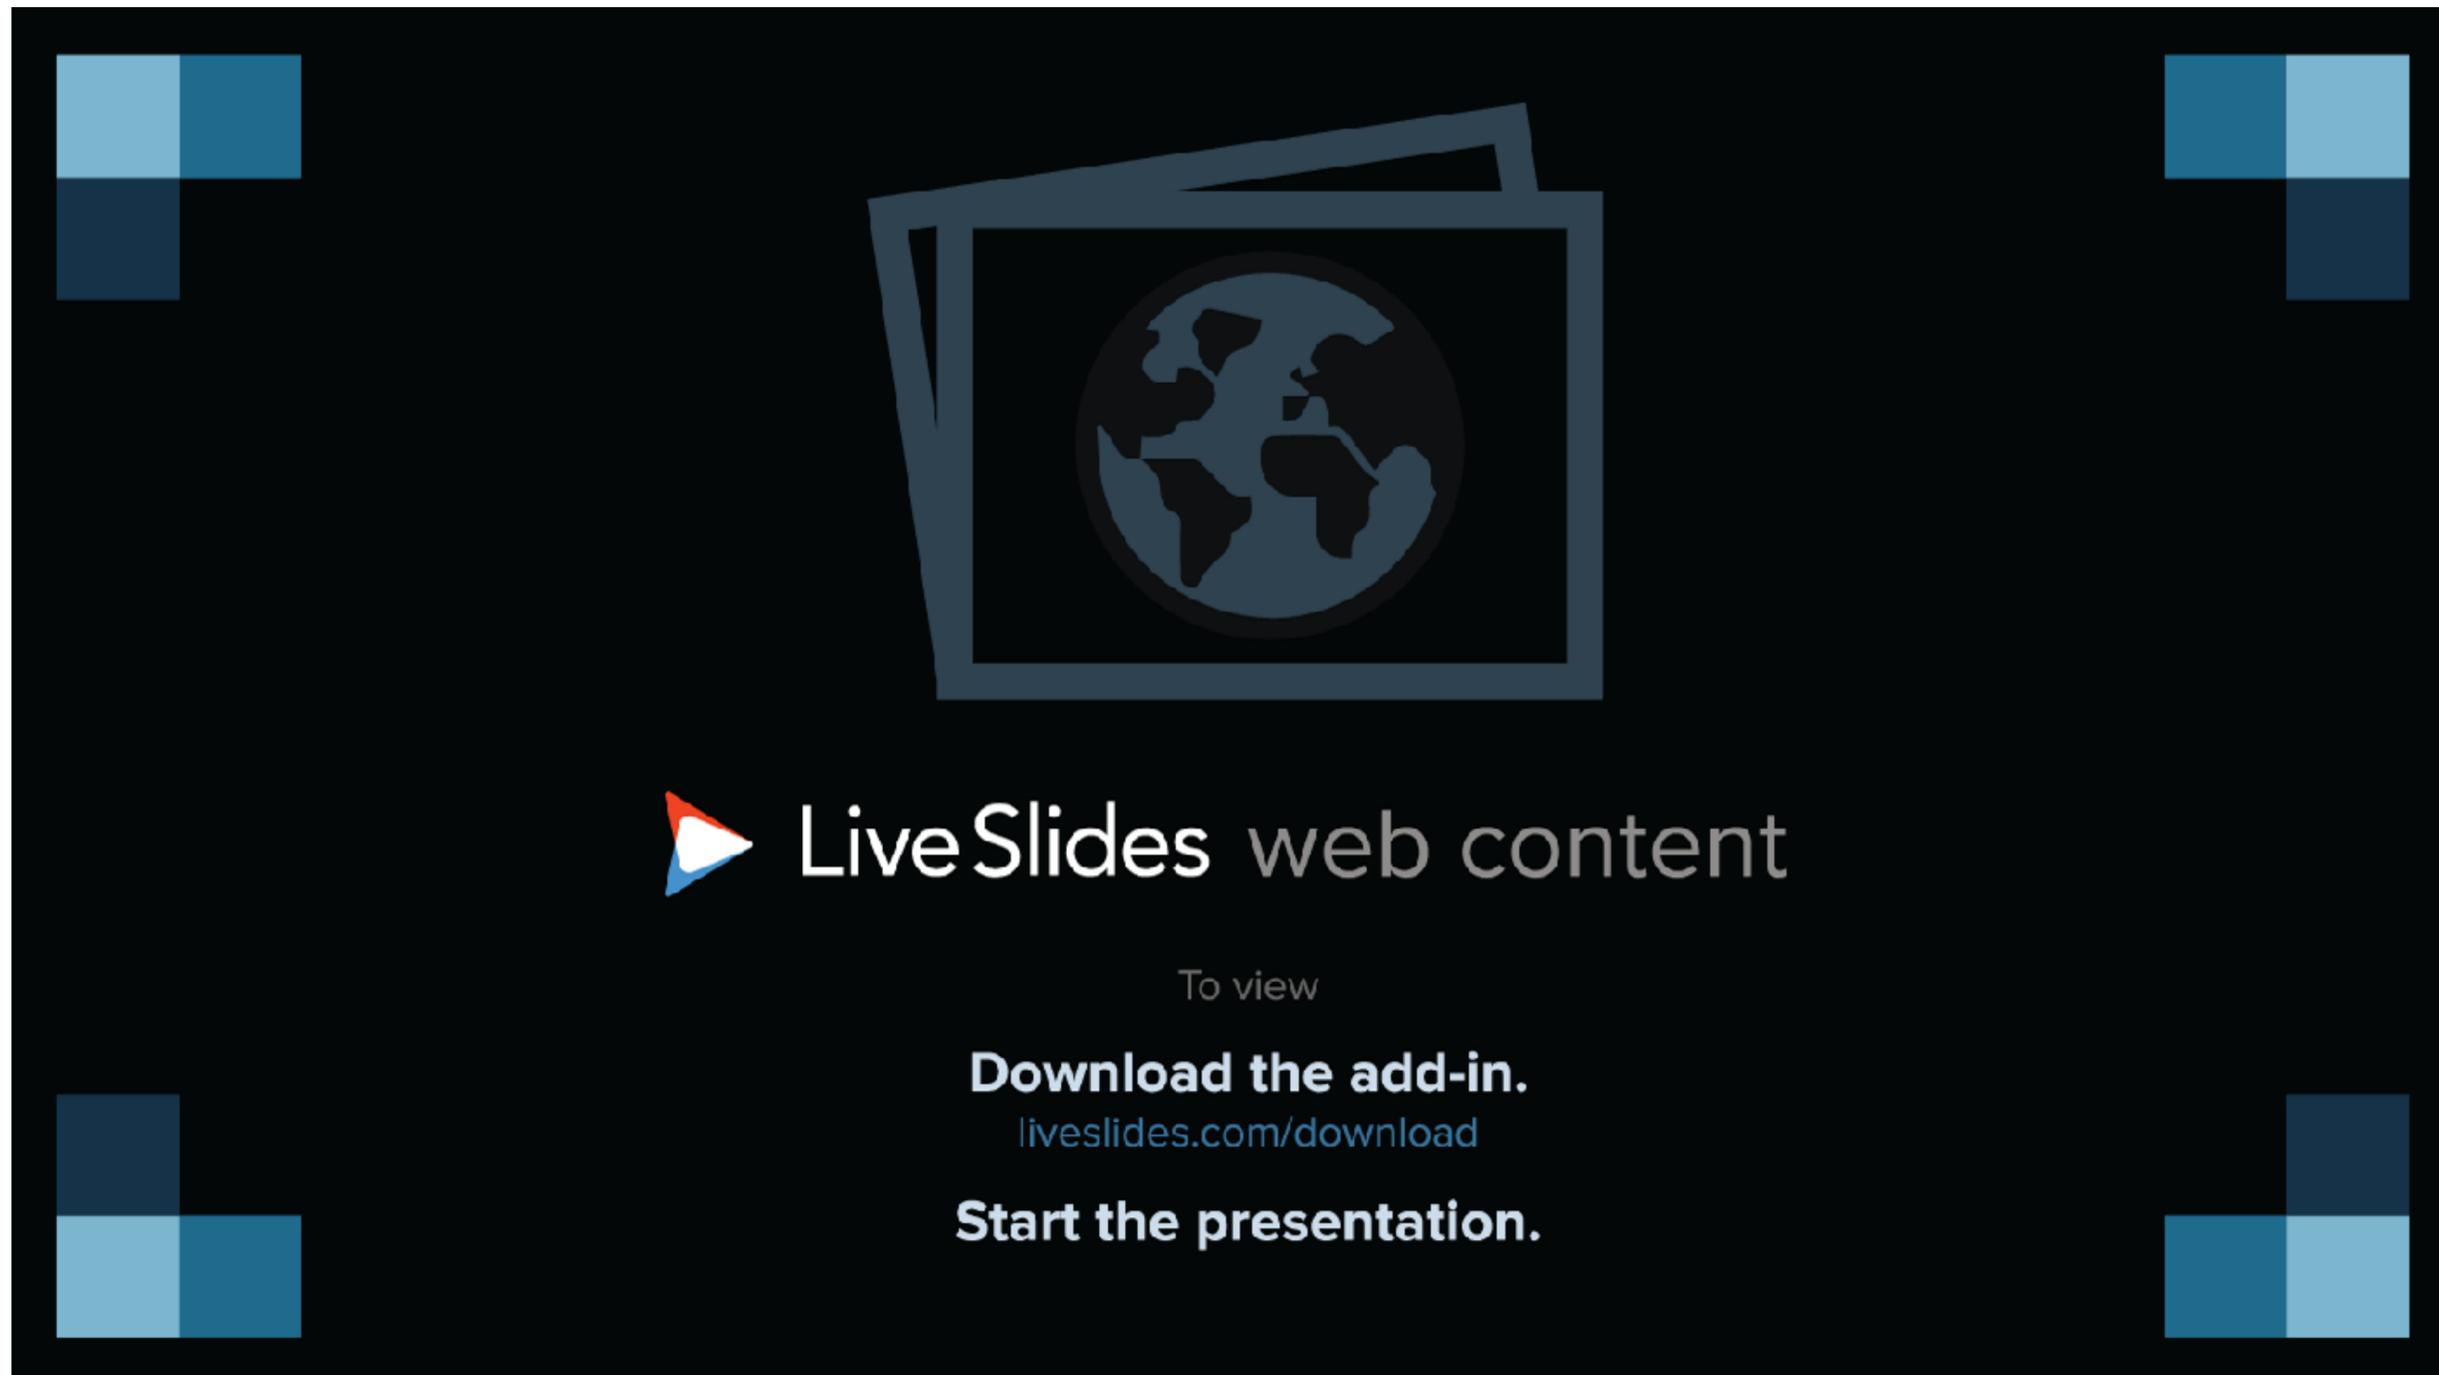 LiveSlides web content
To view
Download the add-in.
liveslides.com/download
Start the presentation.